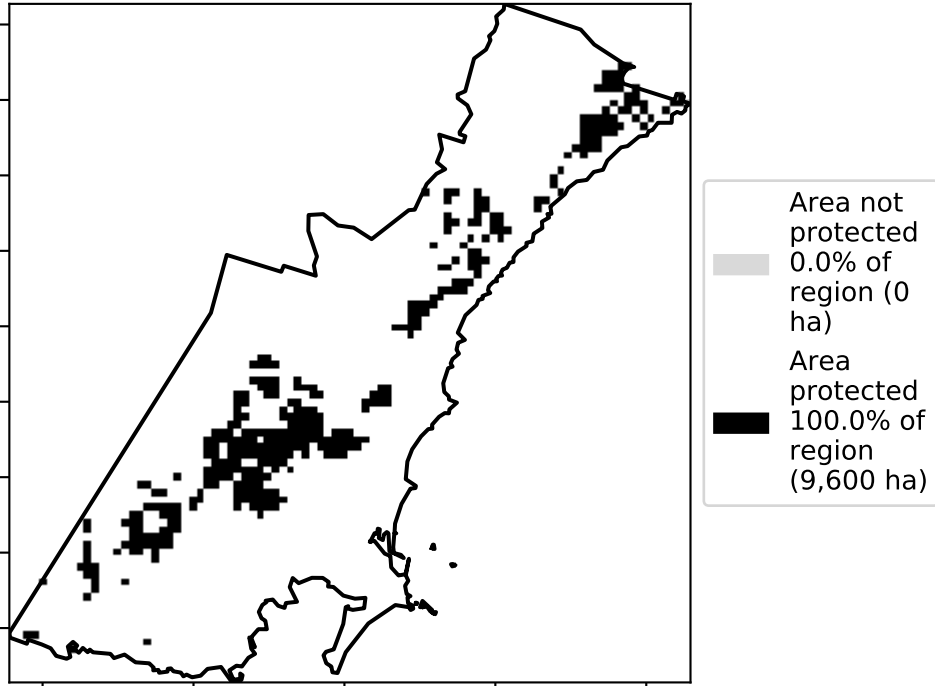 Area not
protected
0.0% of
region (0
ha)
Area
protected
100.0% of
region
(9,600 ha)